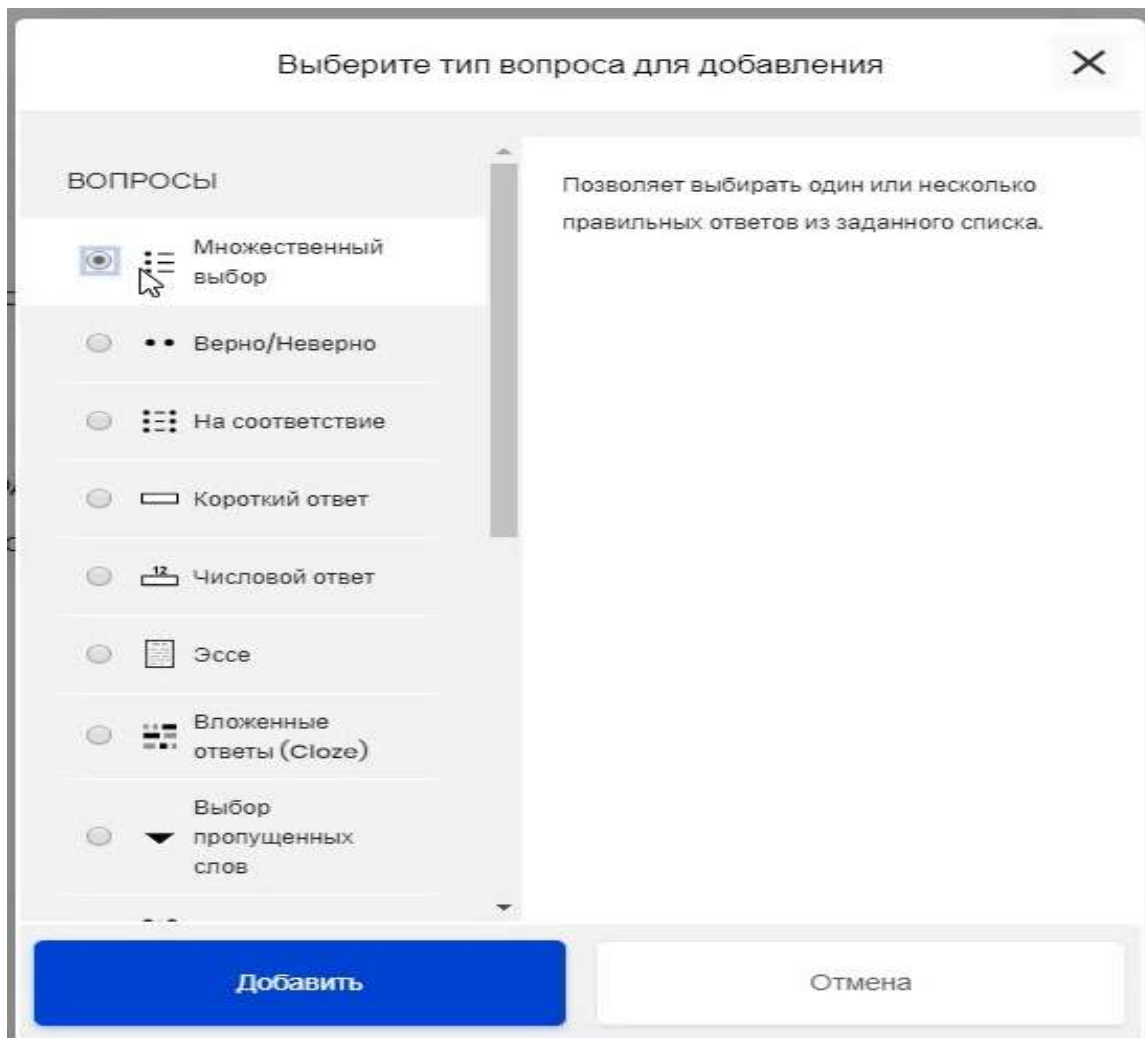 Выберите тип вопроса для добавления
ВОПРОСЫ
Множественный
выбор
Верно/Неверно
На соответствие
Короткий ответ
12
Числовой ответ
Эссе
Вложенные
ответы (Cloze)
Выбор
пропущенных
слов
Позволяет выбирать один или несколько
правильных ответов из заданного списка.
Добавить
Отмена